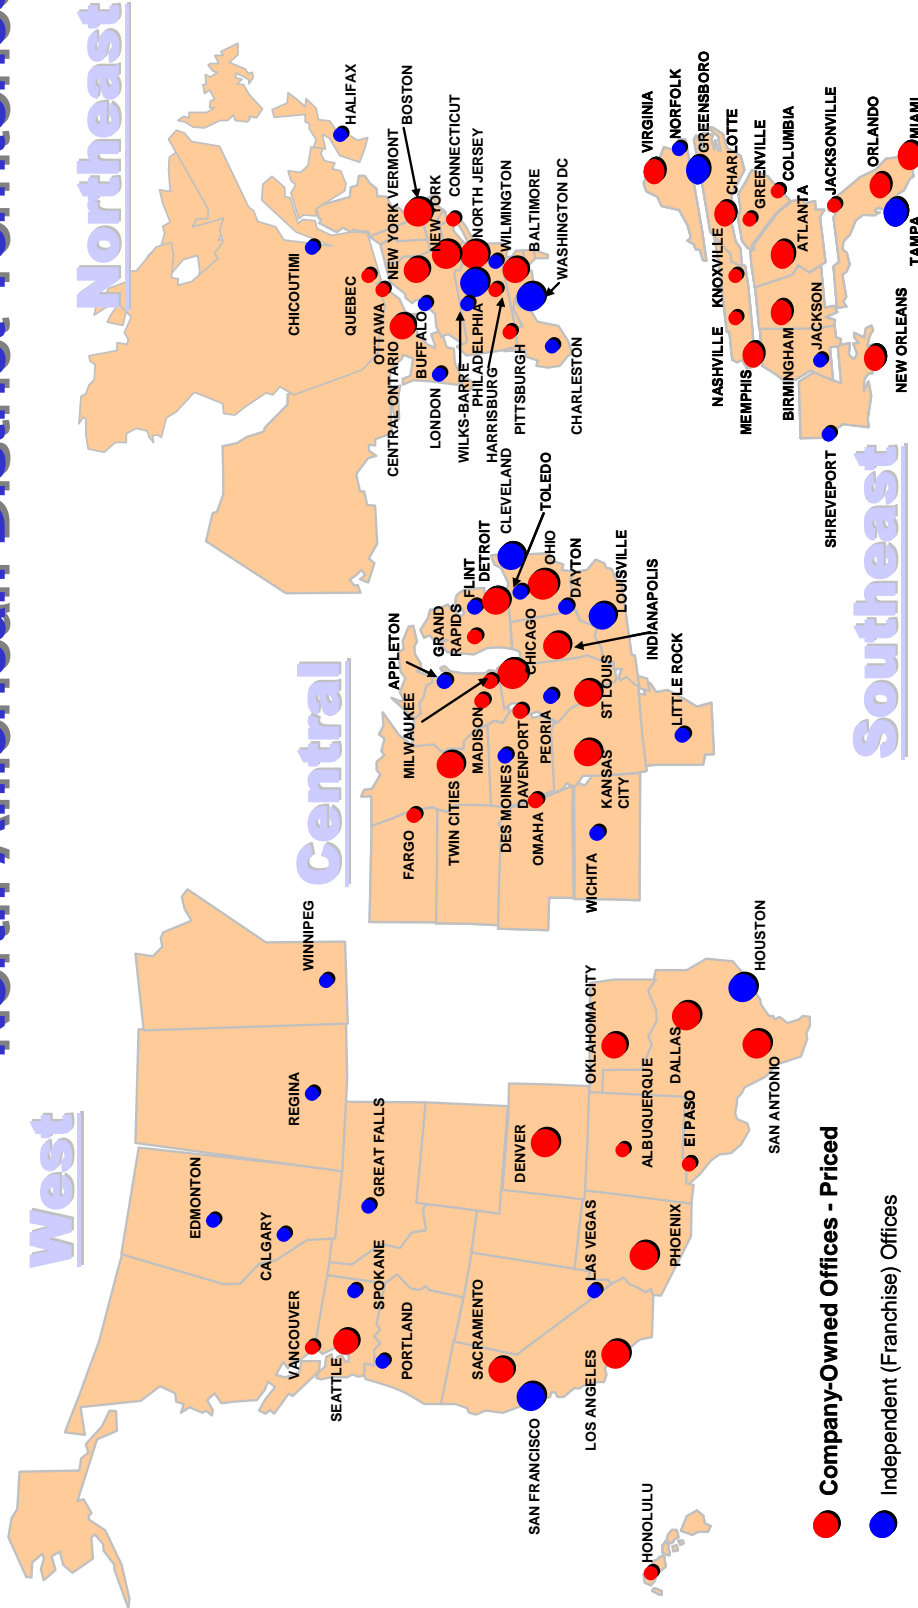 North American District Territories
West
Central
Northeast
Southeast
WINNIPEG
REGINA
EDMONTON
CALGARY
GREAT FALLS
VANCOUVER
SPOKANE
SEATTLE
PORTLAND
SACRAMENTO
SAN FRANCISCO
LOS ANGELES
LAS VEGAS
PHOENIX
DENVER
ALBUQUERQUE
El PASO
OKLAHOMA CITY
DALLAS
HOUSTON
SAN ANTONIO
HONOLULU
APPLETON
GRAND
RAPIDS
FLINT
DETROIT
CLEVELAND
TOLEDO
OHIO
DAYTON
LOUISVILLE
INDIANAPOLIS
CHICAGO
MILWAUKEE
MADISON
TWIN CITIES
FARGO
DES MOINES
DAVENPORT
PEORIA
OMAHA
ST LOUIS
KANSAS
CITY
WICHITA
LITTLE ROCK
HALIFAX
CHICOUTIMI
QUEBEC
OTTAWA
CENTRAL ONTARIO
NEW YORK VERMONT
BOSTON
NEW YORK
CONNECTICUT
NORTH JERSEY
WILMINGTON
BALTIMORE
WASHINGTON DC
BUFFALO
LONDON
WILKS-BARRE
PHILADELPHIA
HARRISBURG
PITTSBURGH
CHARLESTON
VIRGINIA
NORFOLK
GREENSBORO
CHARLOTTE
GREENVILLE
COLUMBIA
ATLANTA
JACKSONVILLE
ORLANDO
MIAMI
TAMPA
KNOXVILLE
NASHVILLE
MEMPHIS
BIRMINGHAM
JACKSON
NEW ORLEANS
SHREVEPORT
Company-Owned Offices - Priced
Independent (Franchise) Offices